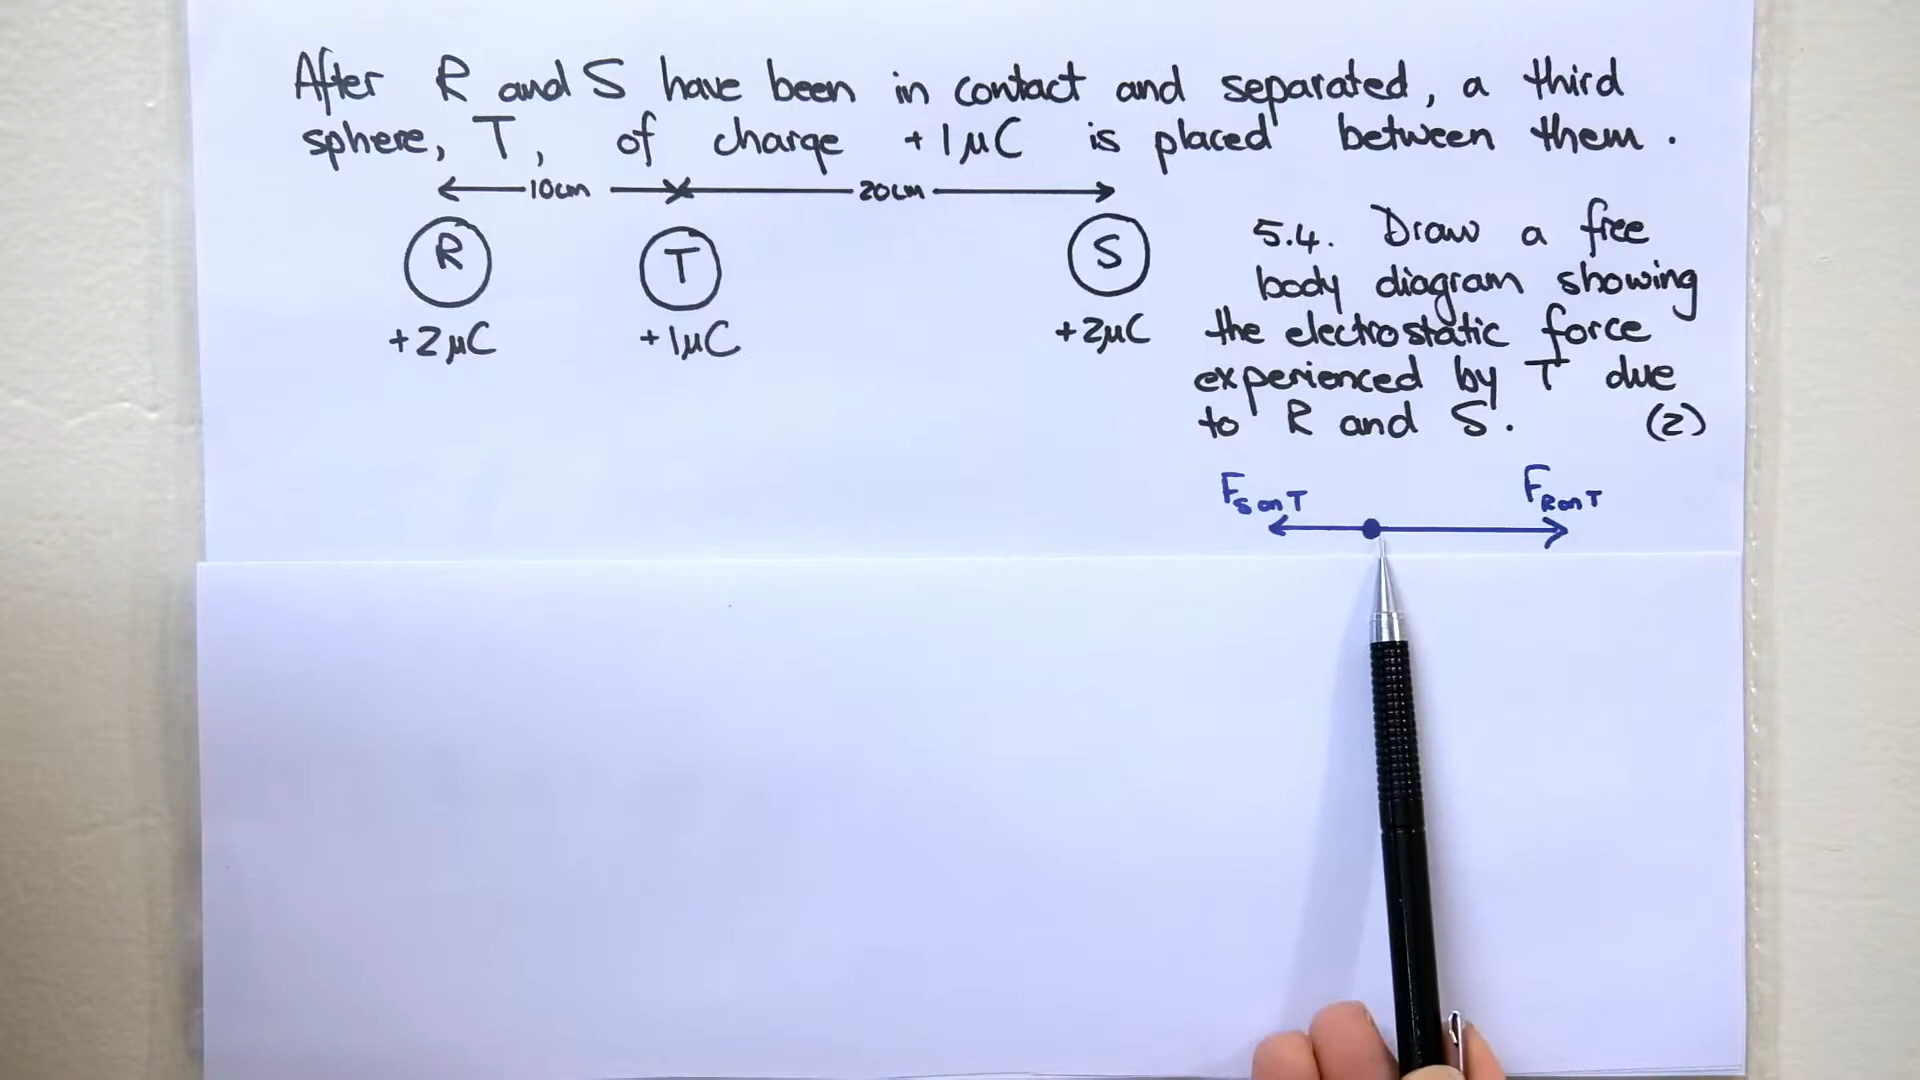 After R and S have been in contact and separated, a third
sphere, T, of charge +1μC is placed between them.
10cm 20cm
R T S
+2μC +1μC +2μC
5.4. Draw a free
body diagram showing
the electrostatic force
experienced by T due
to R and S. (2)
F S on T F R on T